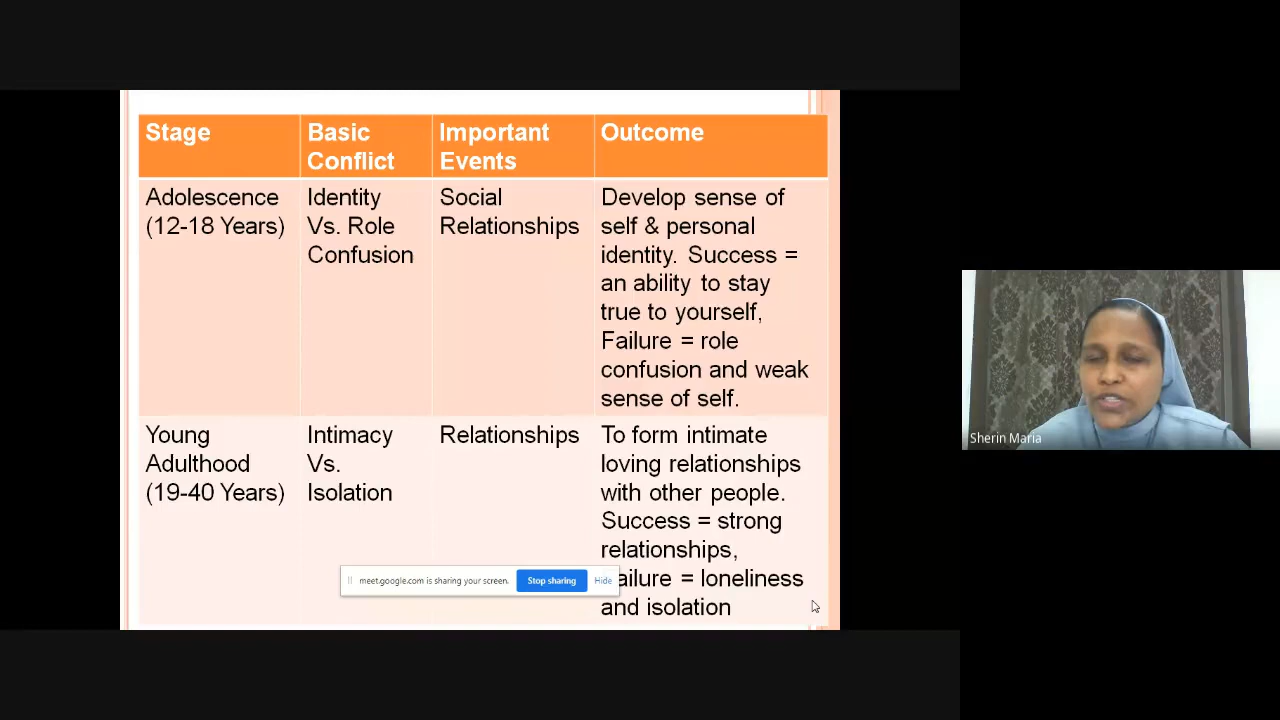 Stage
Basic
Conflict
Important
Events
Outcome
Adolescence
(12-18 Years)
Identity
Vs. Role
Confusion
Social
Relationships
Develop sense of
self & personal
identity. Success =
an ability to stay
true to yourself,
Failure = role
confusion and weak
sense of self.
Young
Adulthood
(19-40 Years)
Intimacy
Vs.
Isolation
Relationships
To form intimate
loving relationships
with other people.
Success = strong
relationships,
ailure = loneliness
and isolation
meet.google.com is sharing your screen.
Stop sharing
Hide
Sherin Maria